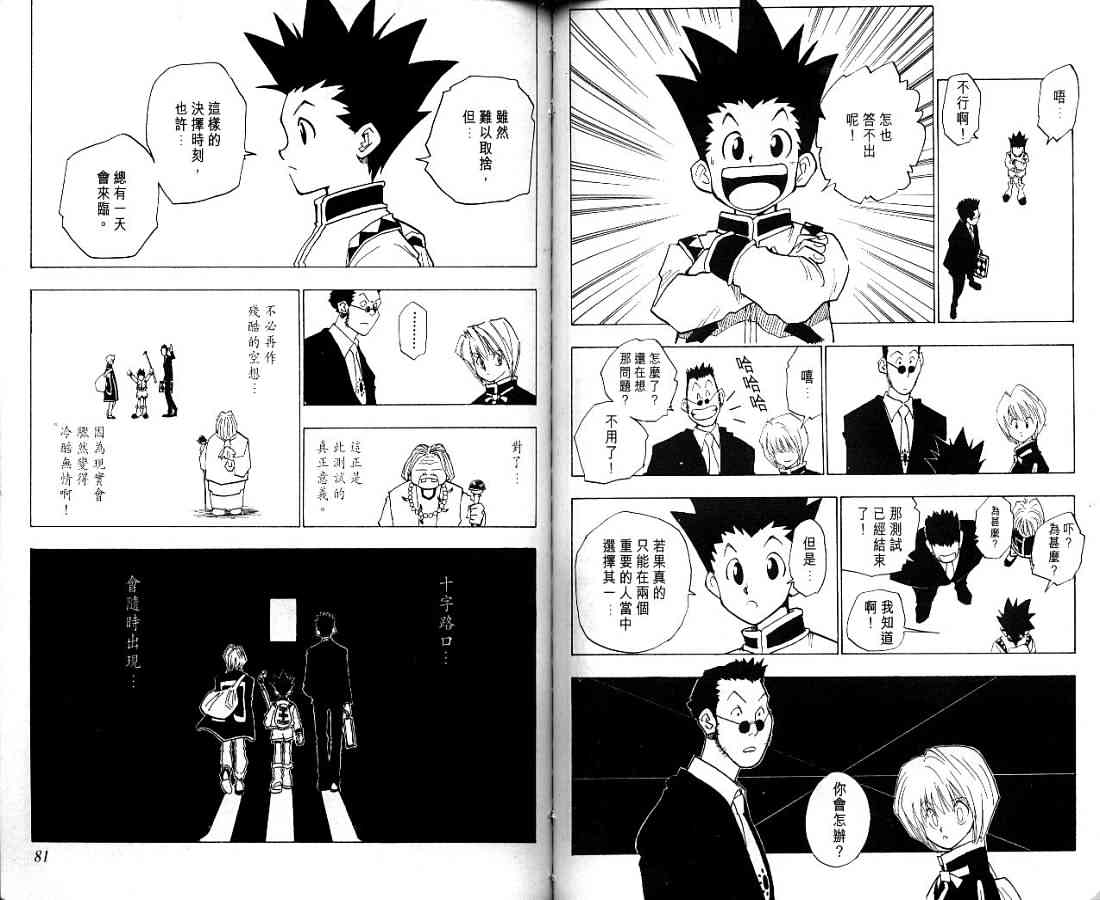 唔…
不行啊！
怎也
答不出
呢！
嘻…
哈哈哈
哈哈哈
怎麼了？
還在想
那問題？
不用了！
吓？
為甚麼？
為甚麼？
那測試
已經結束
了！
我知道
啊！
但是…
若果真的
只能在兩個
重要的人當中
選擇其一…
你會怎辦？
雖然
難以取捨，
但…
這樣的
決擇時刻，
也許…
總有一天
會來臨。
………
對了…
這正是
此測試的
真正意義。
不必再作
殘酷的空想…
因為現實會
驟然變得
冷酷無情啊！
十字路口…
會隨時出現…
81